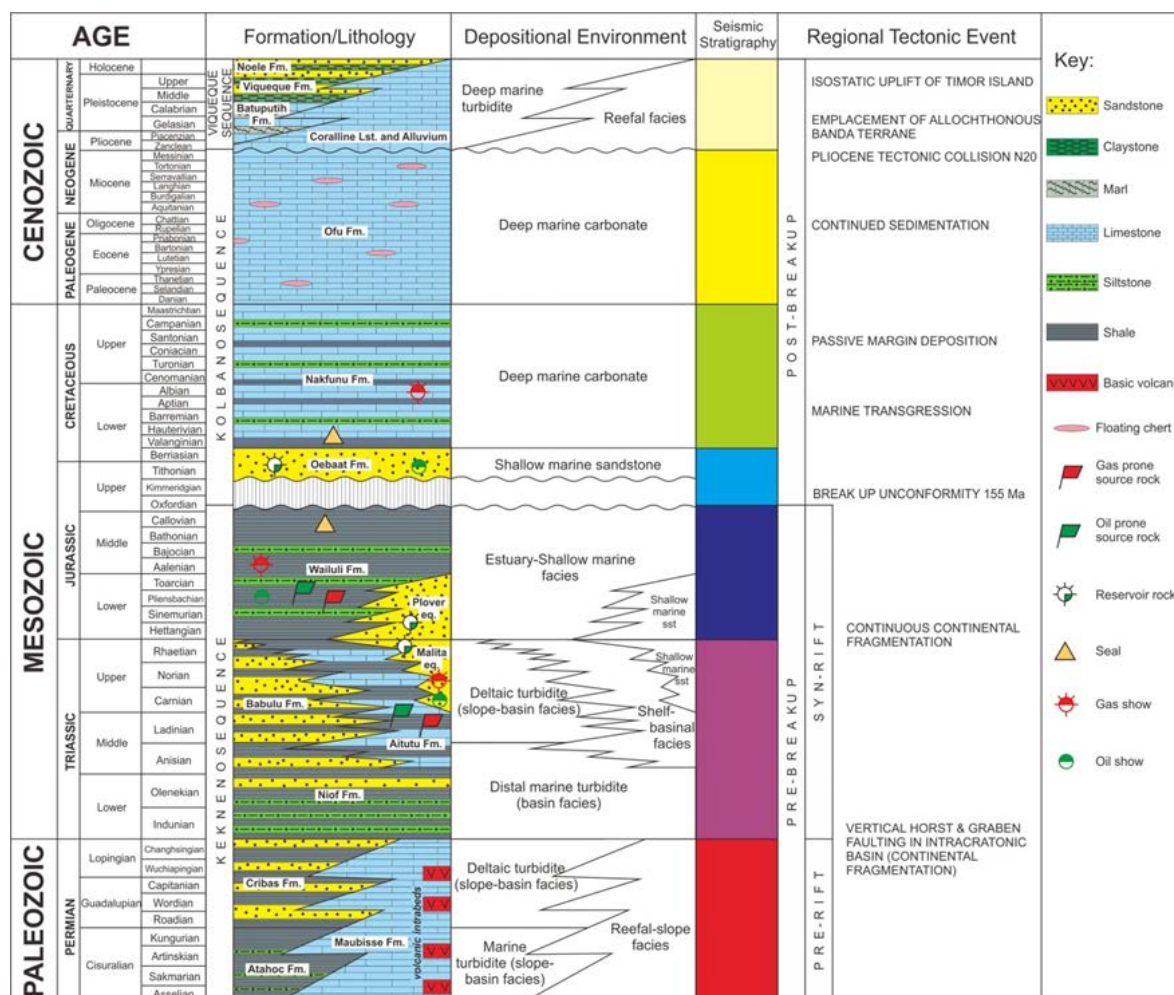 AGE
Formation/Lithology
Depositional Environment
Seismic
Stratigraphy
Regional Tectonic Event
CENOZOIC
QUARTERNARY
Holocene
Pleistocene
Upper
Middle
Calabrian
Gelasian
NEOGENE
Pliocene
Piacenzian
Zanclean
Miocene
Messinian
Tortonian
Serravallian
Langhian
Burdigalian
Aquitanian
PALEOGENE
Oligocene
Chattian
Rupelian
Eocene
Priabonian
Bartonian
Lutetian
Ypresian
Paleocene
Thanetian
Selandian
Danian
MESOZOIC
CRETACEOUS
Upper
Maastrichtian
Campanian
Santonian
Coniacian
Turonian
Cenomanian
Lower
Albian
Aptian
Barremian
Hauterivian
Valanginian
Berriasian
JURASSIC
Upper
Tithonian
Kimmeridgian
Oxfordian
Middle
Callovian
Bathonian
Bajocian
Aalenian
Lower
Toarcian
Pliensbachian
Sinemurian
Hettangian
TRIASSIC
Upper
Rhaetian
Norian
Carnian
Middle
Ladinian
Anisian
Lower
Olenekian
Indunian
PALEOZOIC
PERMIAN
Lopingian
Changhsingian
Wuchiapingian
Guadalupian
Capitanian
Wordian
Roadian
Cisuralian
Kungurian
Artinskian
Sakmarian
Asselian
VIQUEQUE
SEQUENCE
KOLBANO SEQUENCE
KEKNENO SEQUENCE
Noele Fm.
Viqueque Fm.
Batuputih
Fm.
Coralline Lst. and Alluvium
Ofu Fm.
Nakfunu Fm.
Oebaat Fm.
Wailuli Fm.
Plover
eq.
Malita
eq.
Babulu Fm.
Aitutu Fm.
Niof Fm.
Cribas Fm.
Maubisse Fm.
Atahoc Fm.
volcanic intrabeds
Deep marine
turbidite
Reefal facies
Deep marine carbonate
Deep marine carbonate
Shallow marine sandstone
Estuary-Shallow marine
facies
Shallow
marine
sst
Shallow
marine
sst
Deltaic turbidite
(slope-basin facies)
Shelf-
basinal
facies
Distal marine turbidite
(basin facies)
Deltaic turbidite
(slope-basin facies)
Reefal-slope
facies
Marine
turbidite (slope-
basin facies)
POST-BREAKUP
PRE-BREAKUP
SYN-RIFT
PRE-RIFT
ISOSTATIC UPLIFT OF TIMOR ISLAND
EMPLACEMENT OF ALLOCHTHONOUS
BANDA TERRANE
PLIOCENE TECTONIC COLLISION N20
CONTINUED SEDIMENTATION
PASSIVE MARGIN DEPOSITION
MARINE TRANSGRESSION
BREAK UP UNCONFORMITY 155 Ma
CONTINUOUS CONTINENTAL
FRAGMENTATION
VERTICAL HORST & GRABEN
FAULTING IN INTRACRATONIC
BASIN (CONTINENTAL
FRAGMENTATION)
Key:
Sandstone
Claystone
Marl
Limestone
Siltstone
Shale
Basic volcan
Floating chert
Gas prone
source rock
Oil prone
source rock
Reservoir rock
Seal
Gas show
Oil show